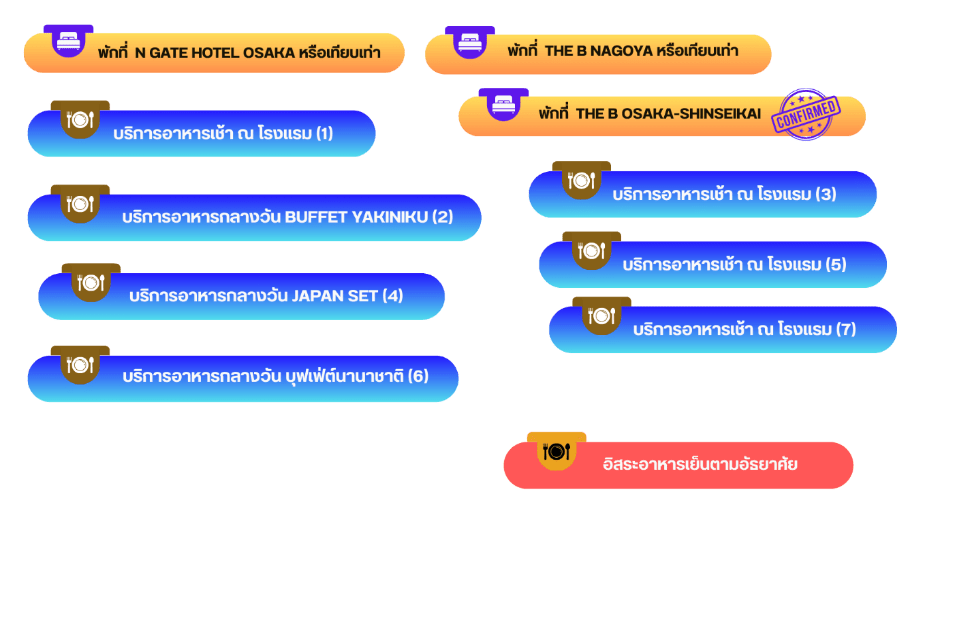 พักที่ N GATE HOTEL OSAKA หรือเทียบเท่า
พักที่ THE B NAGOYA หรือเทียบเท่า
พักที่ THE B OSAKA-SHINSEIKAI
CONFIRMED
บริการอาหารเช้า ณ โรงแรม (1)
บริการอาหารกลางวัน BUFFET YAKINIKU (2)
บริการอาหารกลางวัน JAPAN SET (4)
บริการอาหารกลางวัน บุฟเฟ่ต์นานาชาติ (6)
บริการอาหารเช้า ณ โรงแรม (3)
บริการอาหารเช้า ณ โรงแรม (5)
บริการอาหารเช้า ณ โรงแรม (7)
อิสระอาหารเย็นตามอัธยาศัย